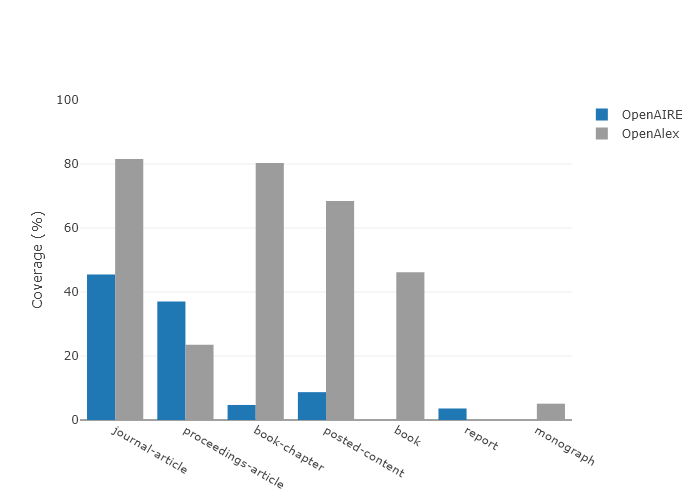 100
80
60
40
20
0
Coverage (%)
journal-article
proceedings-article
book-chapter
posted-content
book
report
monograph
OpenAIRE
OpenAlex